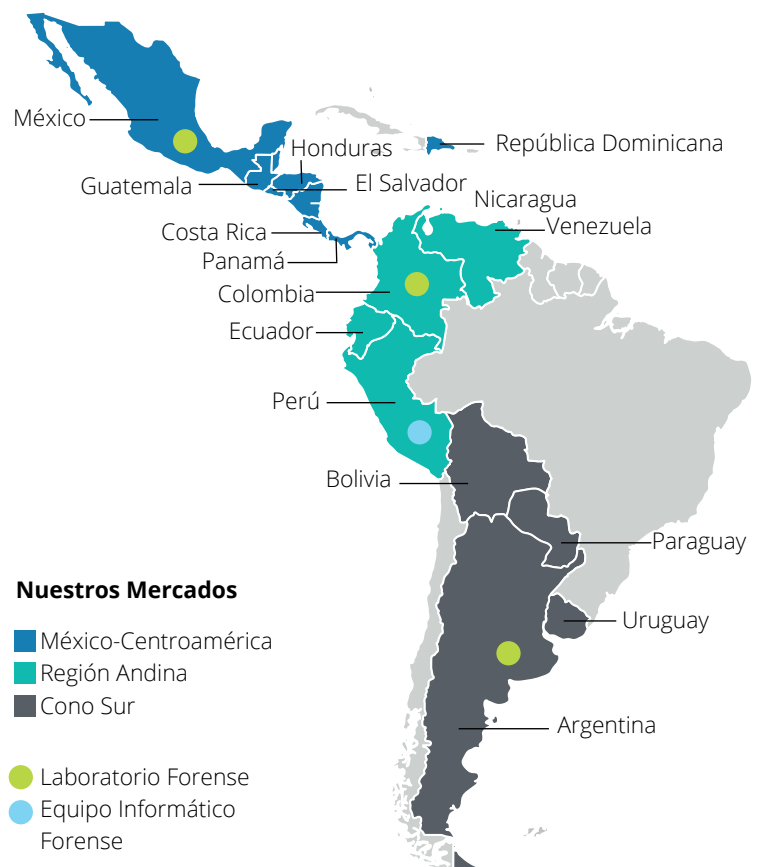 México
República Dominicana
Honduras
Guatemala
El Salvador
Nicaragua
Costa Rica
Venezuela
Panamá
Colombia
Ecuador
Perú
Bolivia
Paraguay
Nuestros Mercados
Uruguay
México-Centroamérica
Región Andina
Cono Sur
Argentina
Laboratorio Forense
Equipo Informático
Forense